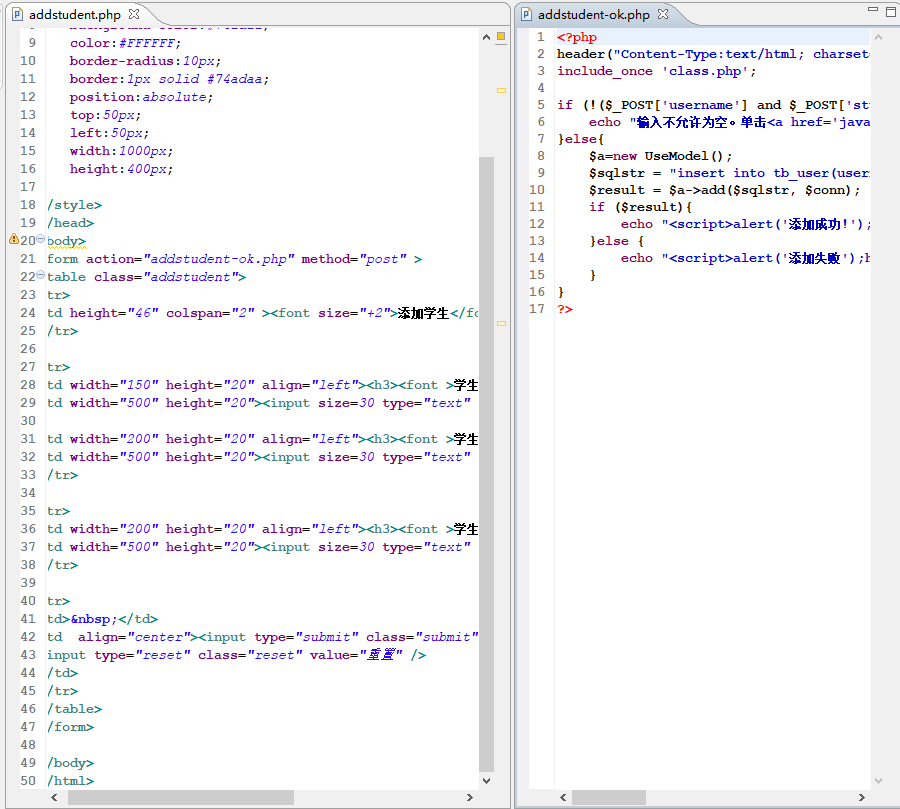 addstudent.php
9 color:#FFFFFF;
10 border-radius:10px;
11 border:1px solid #74adaa;
12 position:absolute;
13 top:50px;
14 left:50px;
15 width:1000px;
16 height:400px;
17
18 /style>
19 /head>
20 body>
21 form action="addstudent-ok.php" method="post" >
22 table class="addstudent">
23 tr>
24 td height="46" colspan="2" ><font size="+2">添加学生</fo
25 /tr>
26
27 tr>
28 td width="150" height="20" align="left"><h3><font >学生
29 td width="500" height="20"><input size=30 type="text"
30
31 td width="200" height="20" align="left"><h3><font >学生
32 td width="500" height="20"><input size=30 type="text"
33 /tr>
34
35 tr>
36 td width="200" height="20" align="left"><h3><font >学生
37 td width="500" height="20"><input size=30 type="text"
38 /tr>
39
40 tr>
41 td>&nbsp;</td>
42 td  align="center"><input type="submit" class="submit"
43 input type="reset" class="reset" value="重置" />
44 /td>
45 /tr>
46 /table>
47 /form>
48
49 /body>
50 /html>
addstudent-ok.php
1 <?php
2 header("Content-Type:text/html; charset
3 include_once 'class.php';
4
5 if (!($_POST['username'] and $_POST['st
6 echo "输入不允许为空。单击<a href='java
7 }else{
8 $a=new UseModel();
9 $sqlstr = "insert into tb_user(user
10 $result = $a->add($sqlstr, $conn);
11 if ($result){
12 echo "<script>alert('添加成功!');
13 }else {
14 echo "<script>alert('添加失败');h
15 }
16 }
17 ?>